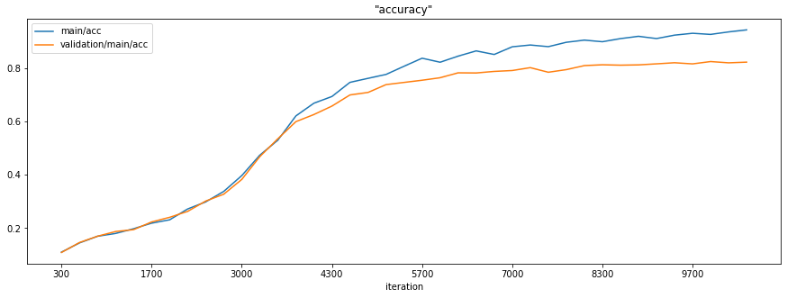 "accuracy"
main/acc
validation/main/acc
0.8
0.6
0.4
0.2
300 1700 3000 4300 5700 7000 8300 9700
iteration